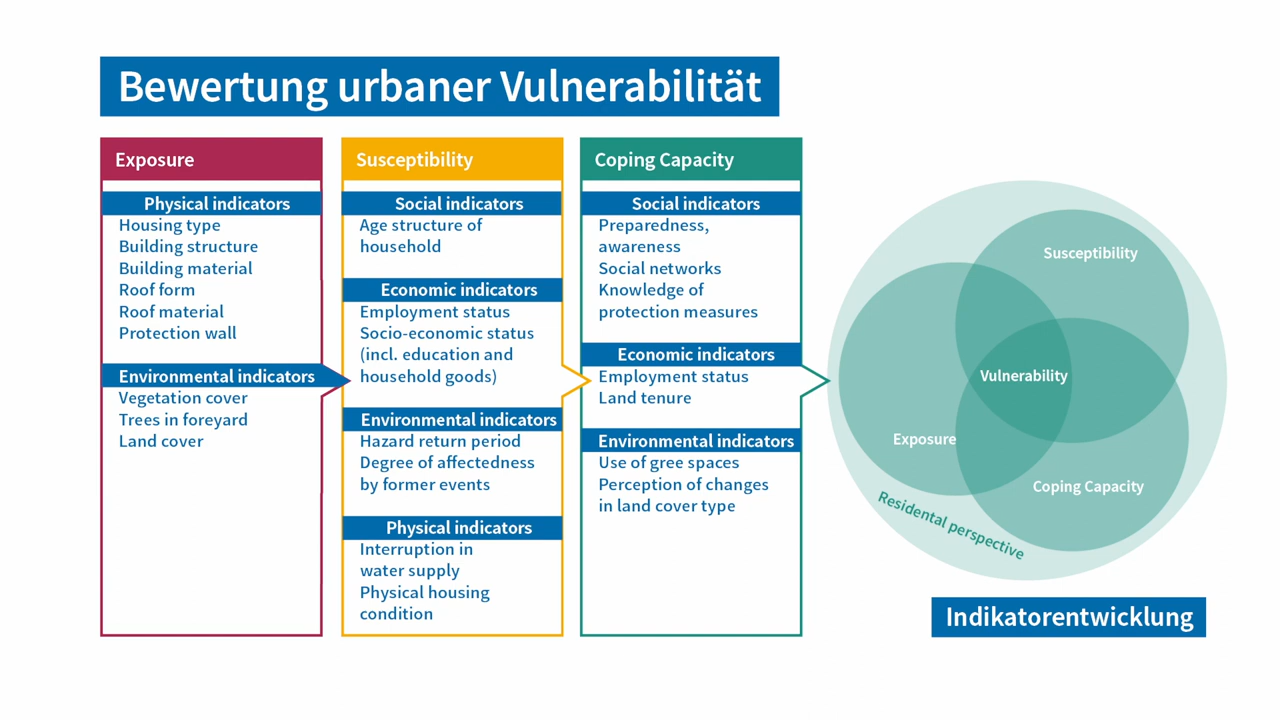 Bewertung urbaner Vulnerabilität
Exposure
Physical indicators
Housing type
Building structure
Building material
Roof form
Roof material
Protection wall
Environmental indicators
Vegetation cover
Trees in foreyard
Land cover
Susceptibility
Social indicators
Age structure of
household
Economic indicators
Employment status
Socio-economic status
(incl. education and
household goods)
Environmental indicators
Hazard return period
Degree of affectedness
by former events
Physical indicators
Interruption in
water supply
Physical housing
condition
Coping Capacity
Social indicators
Preparedness,
awareness
Social networks
Knowledge of
protection measures
Economic indicators
Employment status
Land tenure
Environmental indicators
Use of gree spaces
Perception of changes
in land cover type
Susceptibility
Vulnerability
Exposure
Coping Capacity
Residental perspective
Indikatorentwicklung